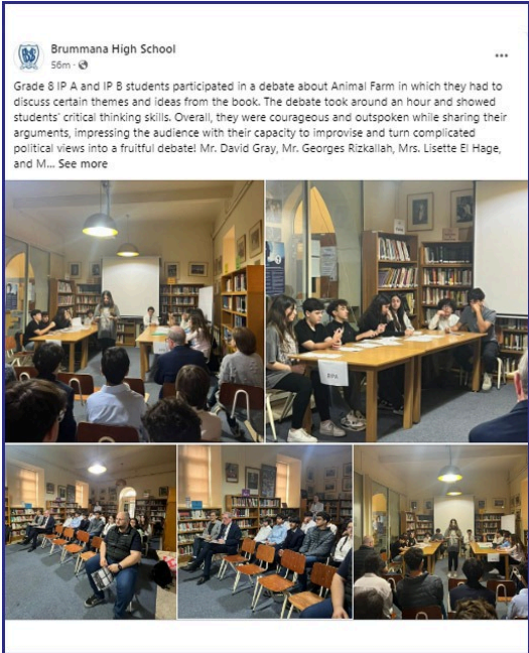 Brummana High School
56m ·
Grade 8 IP A and IP B students participated in a debate about Animal Farm in which they had to
discuss certain themes and ideas from the book. The debate took around an hour and showed
students' critical thinking skills. Overall, they were courageous and outspoken while sharing their
arguments, impressing the audience with their capacity to improvise and turn complicated
political views into a fruitful debate! Mr. David Gray, Mr. Georges Rizkallah, Mrs. Lisette El Hage,
and M... See more